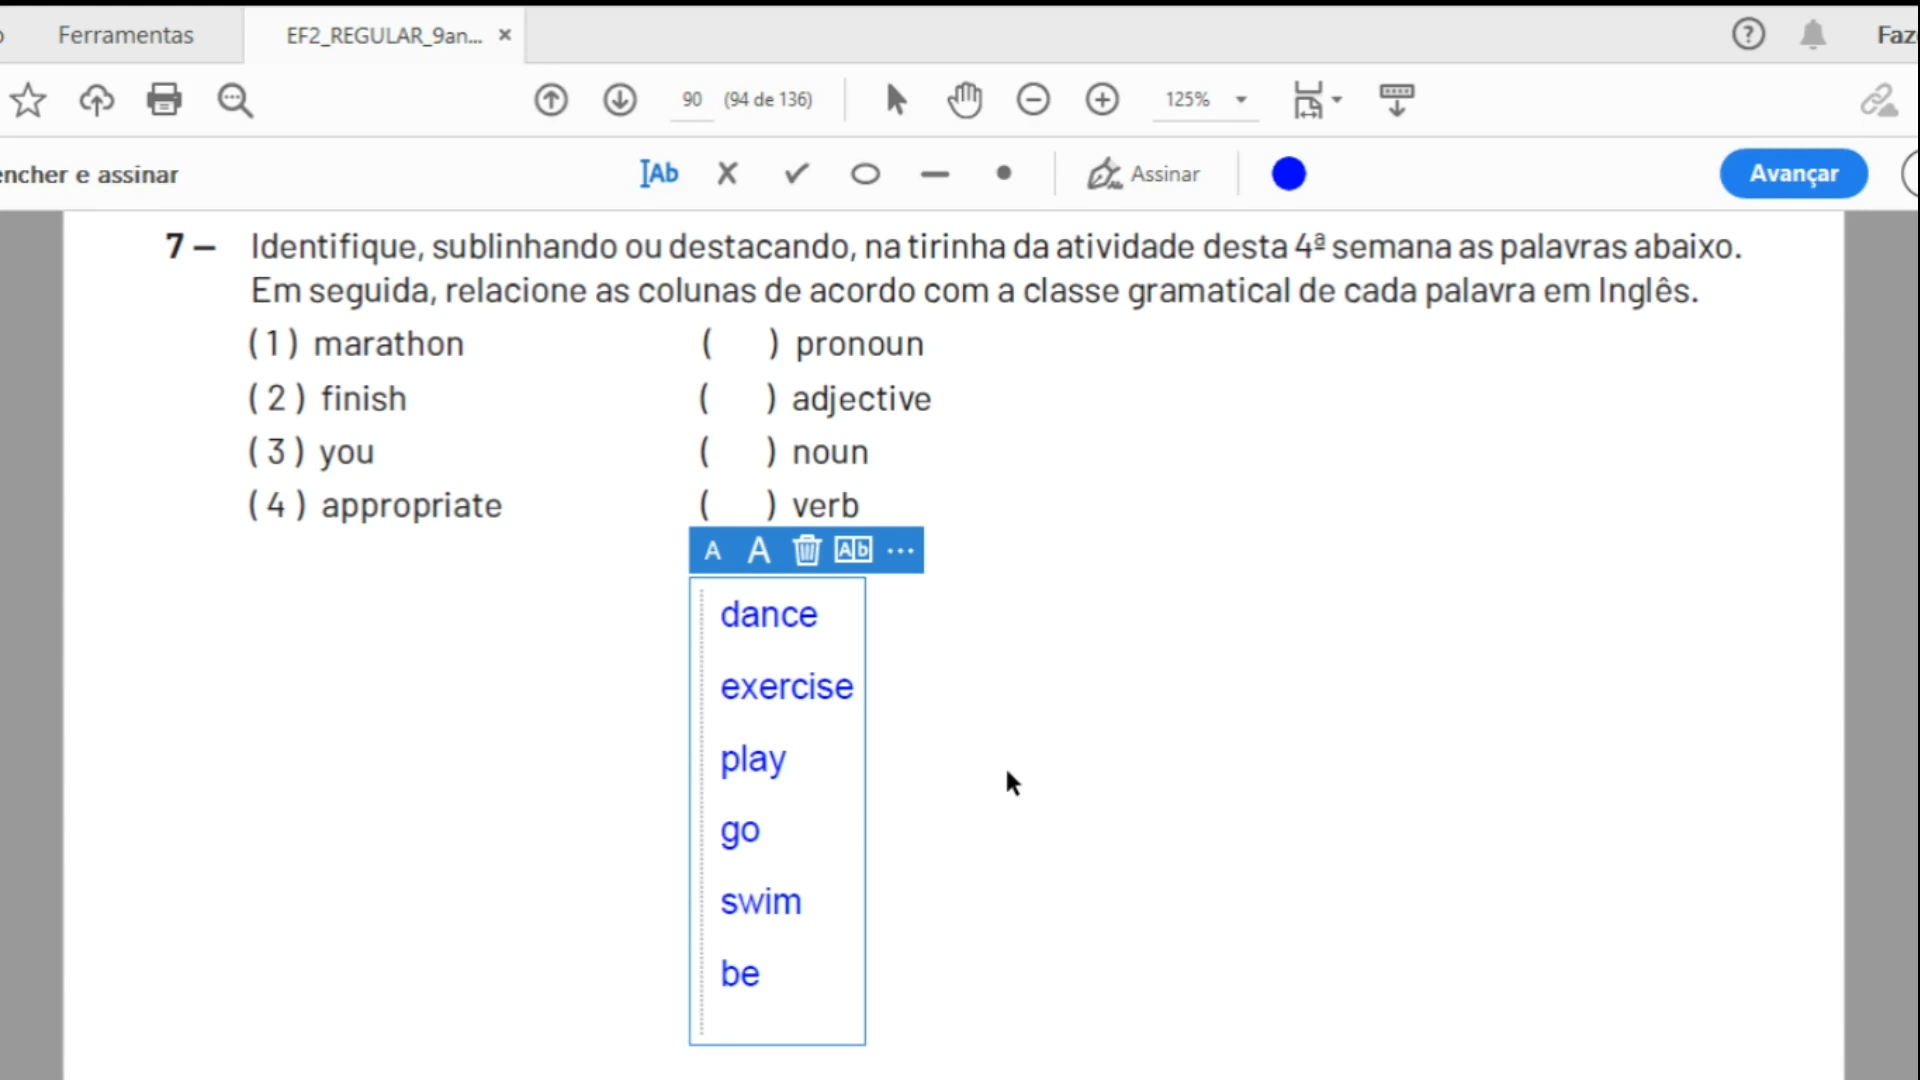 Ferramentas
EF2_REGULAR_9an...
Faz
90 (94 de 136)
125%
encher e assinar
Ab
Assinar
Avançar
7 – Identifique, sublinhando ou destacando, na tirinha da atividade desta 4ª semana as palavras abaixo.
Em seguida, relacione as colunas de acordo com a classe gramatical de cada palavra em Inglês.
( 1 ) marathon ( ) pronoun
( 2 ) finish ( ) adjective
( 3 ) you ( ) noun
( 4 ) appropriate ( ) verb
A A Ab ...
dance
exercise
play
go
swim
be